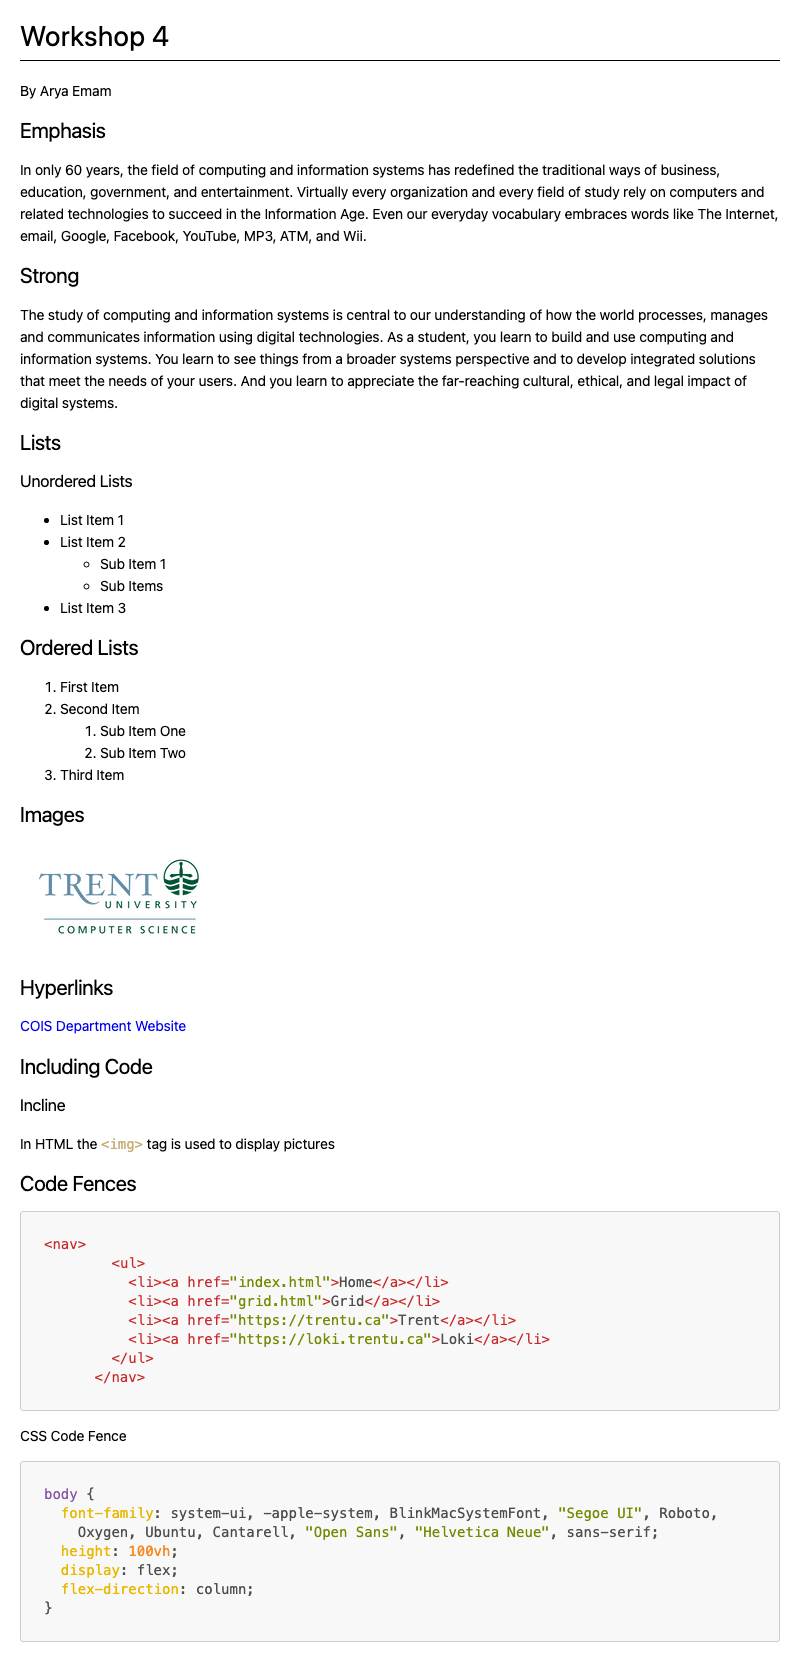 Workshop 4
By Arya Emam
Emphasis
In only 60 years, the field of computing and information systems has redefined the traditional ways of business,
education, government, and entertainment. Virtually every organization and every field of study rely on computers and
related technologies to succeed in the Information Age. Even our everyday vocabulary embraces words like The Internet,
email, Google, Facebook, YouTube, MP3, ATM, and Wii.
Strong
The study of computing and information systems is central to our understanding of how the world processes, manages
and communicates information using digital technologies. As a student, you learn to build and use computing and
information systems. You learn to see things from a broader systems perspective and to develop integrated solutions
that meet the needs of your users. And you learn to appreciate the far-reaching cultural, ethical, and legal impact of
digital systems.
Lists
Unordered Lists
• List Item 1
• List Item 2
◦ Sub Item 1
◦ Sub Items
• List Item 3
Ordered Lists
1. First Item
2. Second Item
1. Sub Item One
2. Sub Item Two
3. Third Item
Images
TRENT
UNIVERSITY
COMPUTER SCIENCE
Hyperlinks
COIS Department Website
Including Code
Incline
In HTML the <img> tag is used to display pictures
Code Fences
<nav>
        <ul>
          <li><a href="index.html">Home</a></li>
          <li><a href="grid.html">Grid</a></li>
          <li><a href="https://trentu.ca">Trent</a></li>
          <li><a href="https://loki.trentu.ca">Loki</a></li>
        </ul>
      </nav>
CSS Code Fence
body {
  font-family: system-ui, -apple-system, BlinkMacSystemFont, "Segoe UI", Roboto,
    Oxygen, Ubuntu, Cantarell, "Open Sans", "Helvetica Neue", sans-serif;
  height: 100vh;
  display: flex;
  flex-direction: column;
}